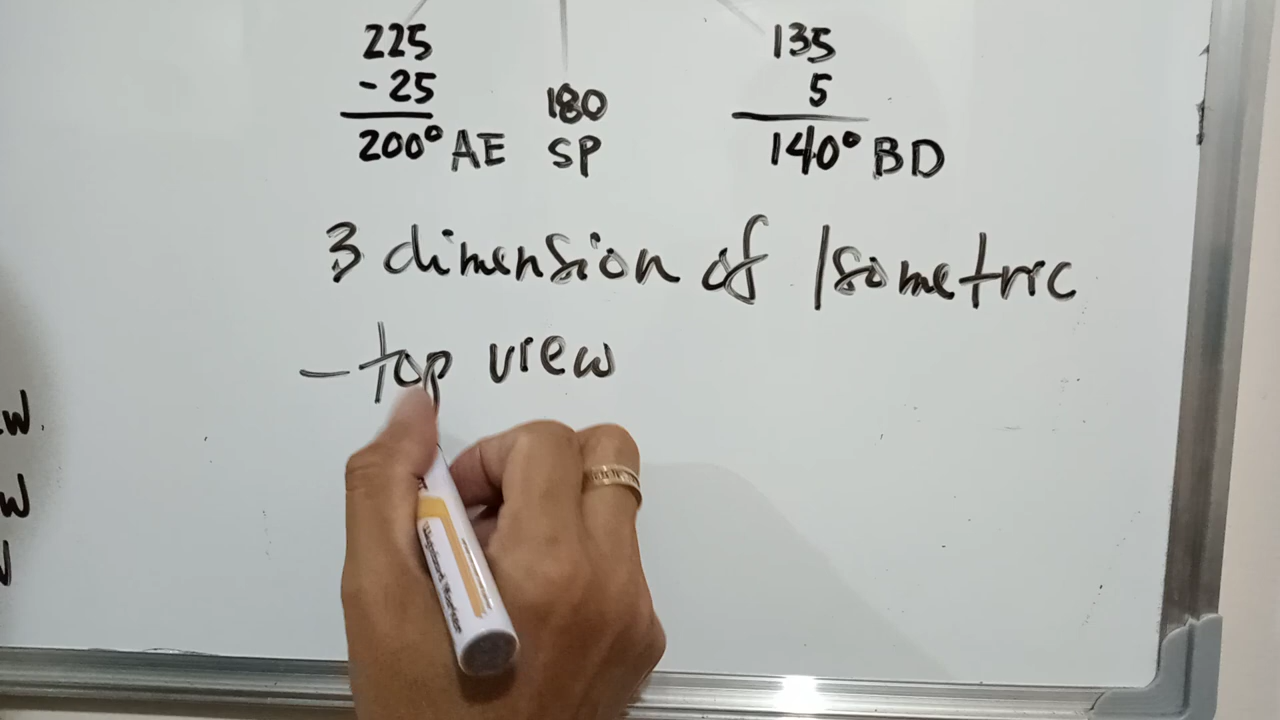 225
-25
200° AE
180
SP
135
5
140° BD
3 dimension of Isometric
- top view
W.
W